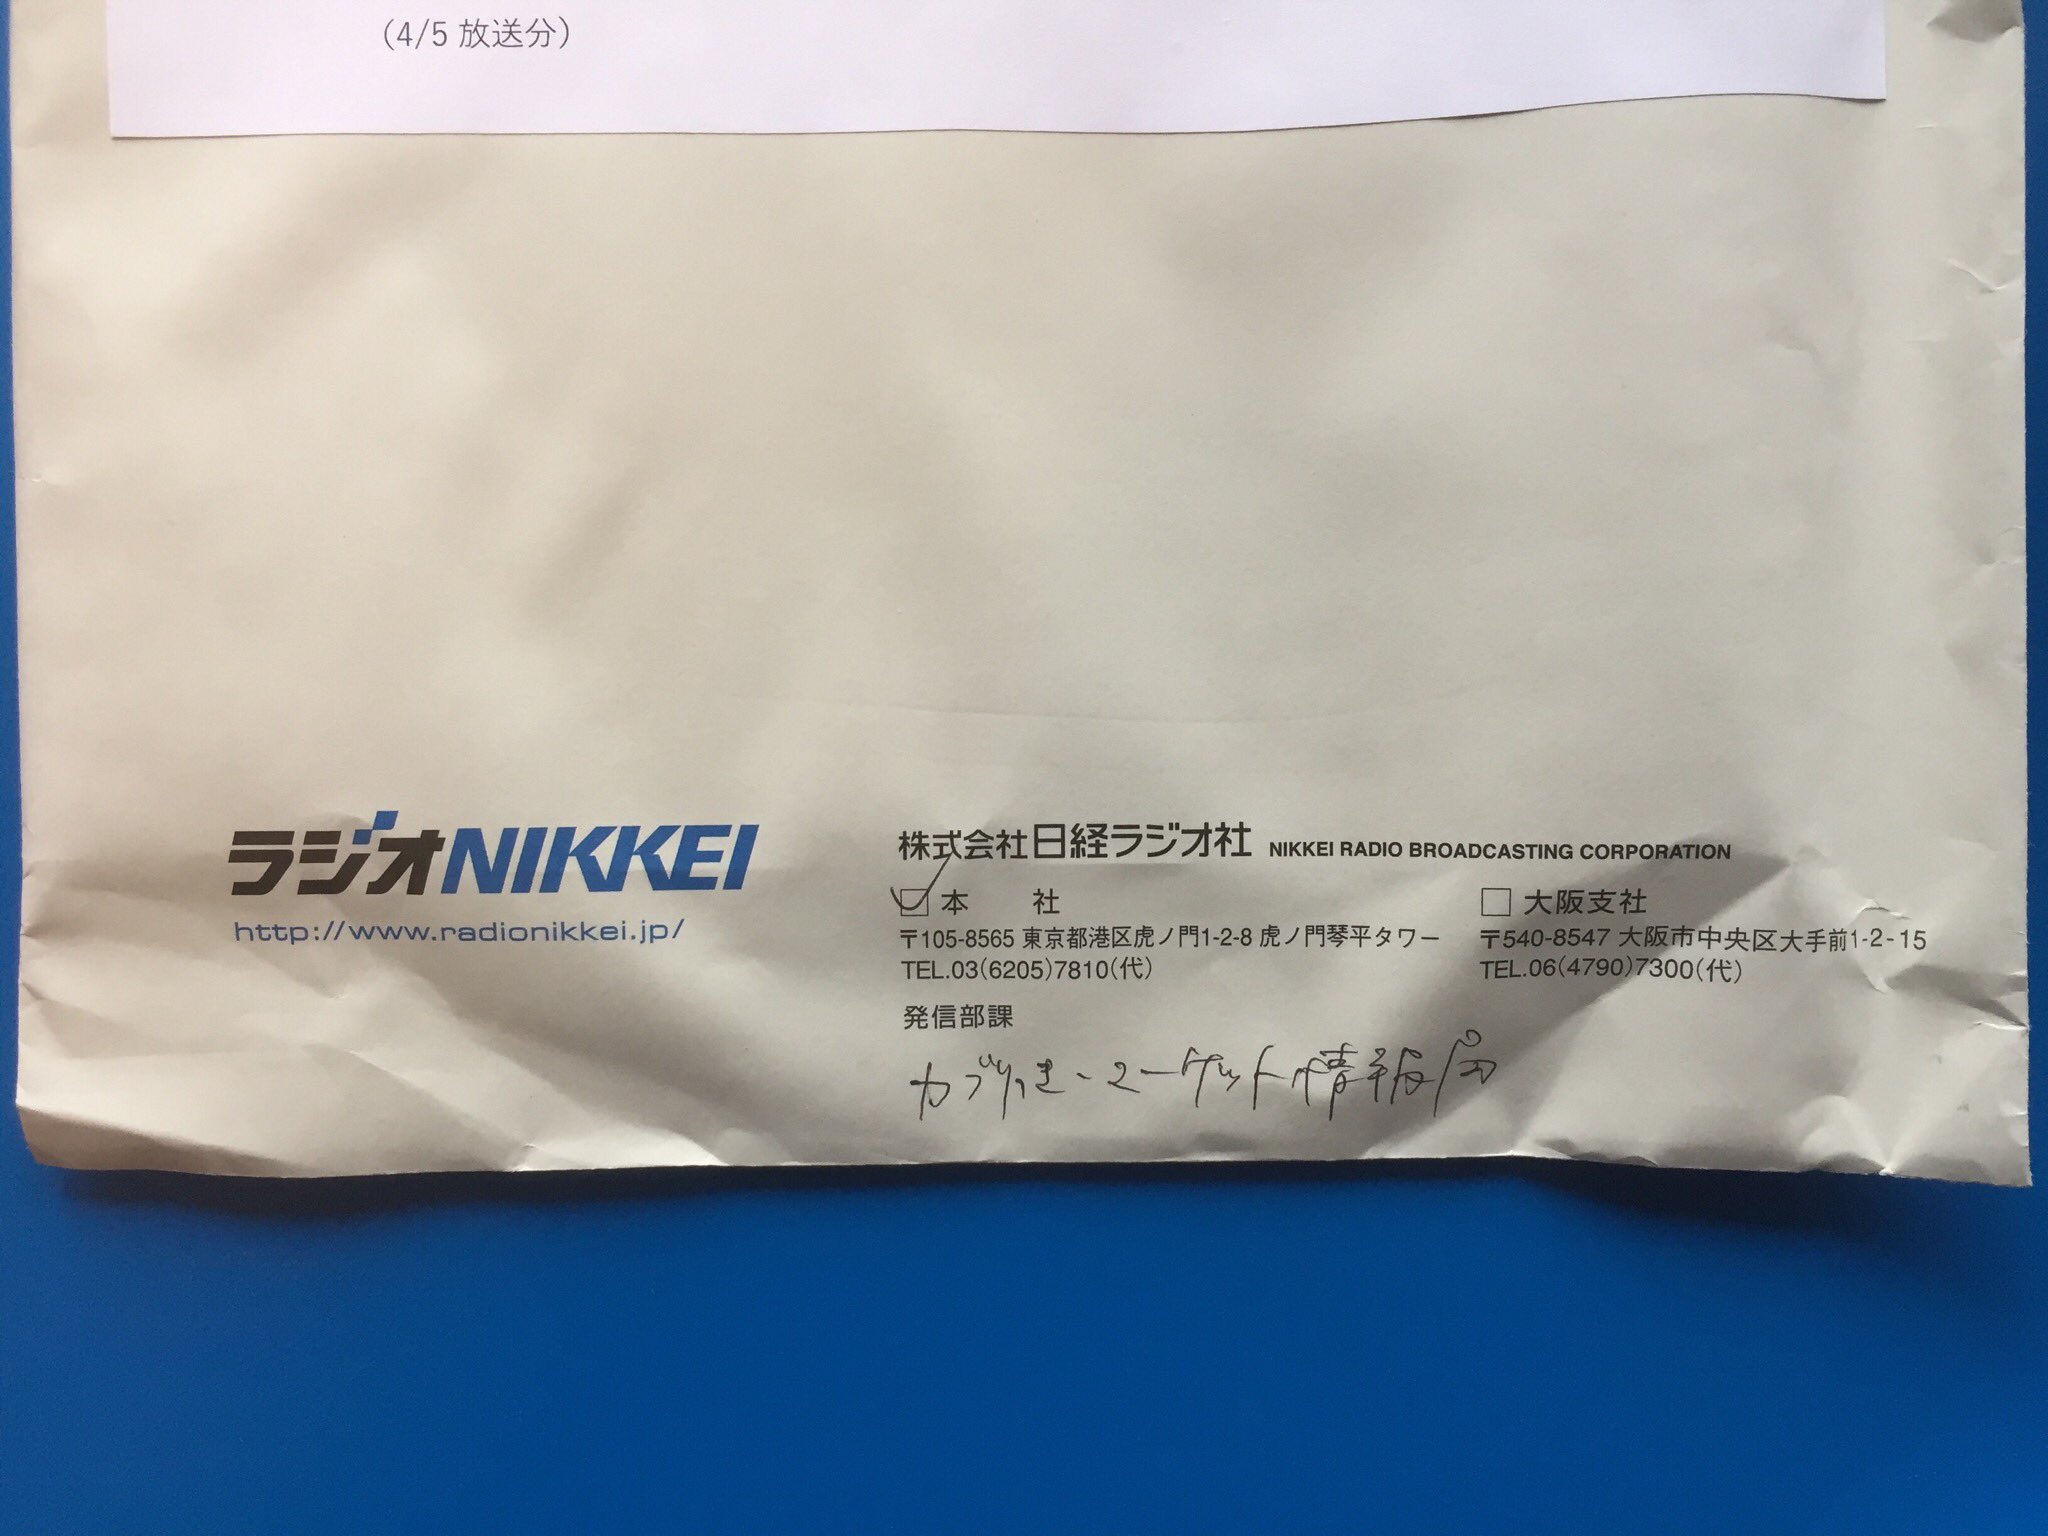 (4/5 放送分)
ラジオNIKKEI
http://www.radionikkei.jp/
株式会社日経ラジオ社 NIKKEI RADIO BROADCASTING CORPORATION
本 社
〒105-8565 東京都港区虎ノ門1-2-8 虎ノ門琴平タワー
TEL.03(6205)7810(代)
大阪支社
〒540-8547 大阪市中央区大手前1-2-15
TEL.06(4790)7300(代)
発信部課
カブりつき・マーケット情報局